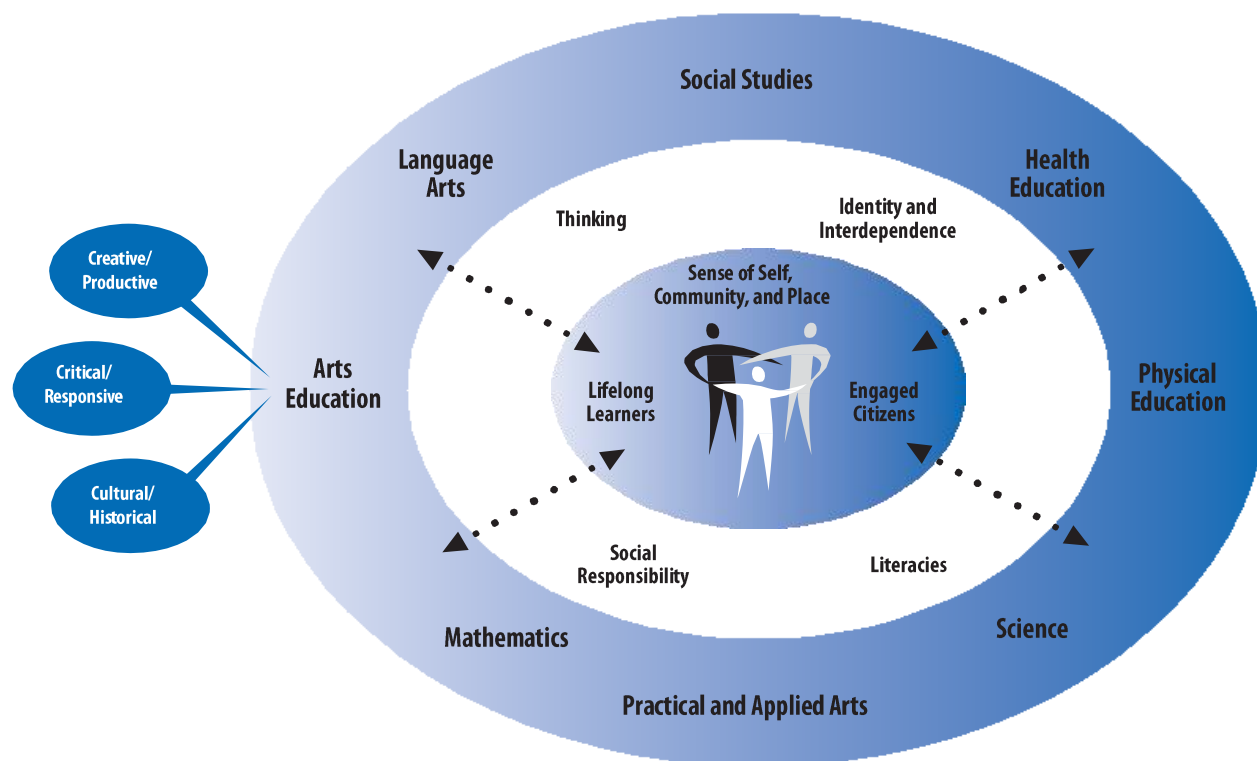 Social Studies
Language
Arts
Health
Education
Thinking
Identity and
Interdependence
Creative/
Productive
Sense of Self,
Community, and Place
Critical/
Responsive
Arts
Education
Lifelong
Learners
Engaged
Citizens
Physical
Education
Cultural/
Historical
Social
Responsibility
Literacies
Mathematics
Science
Practical and Applied Arts